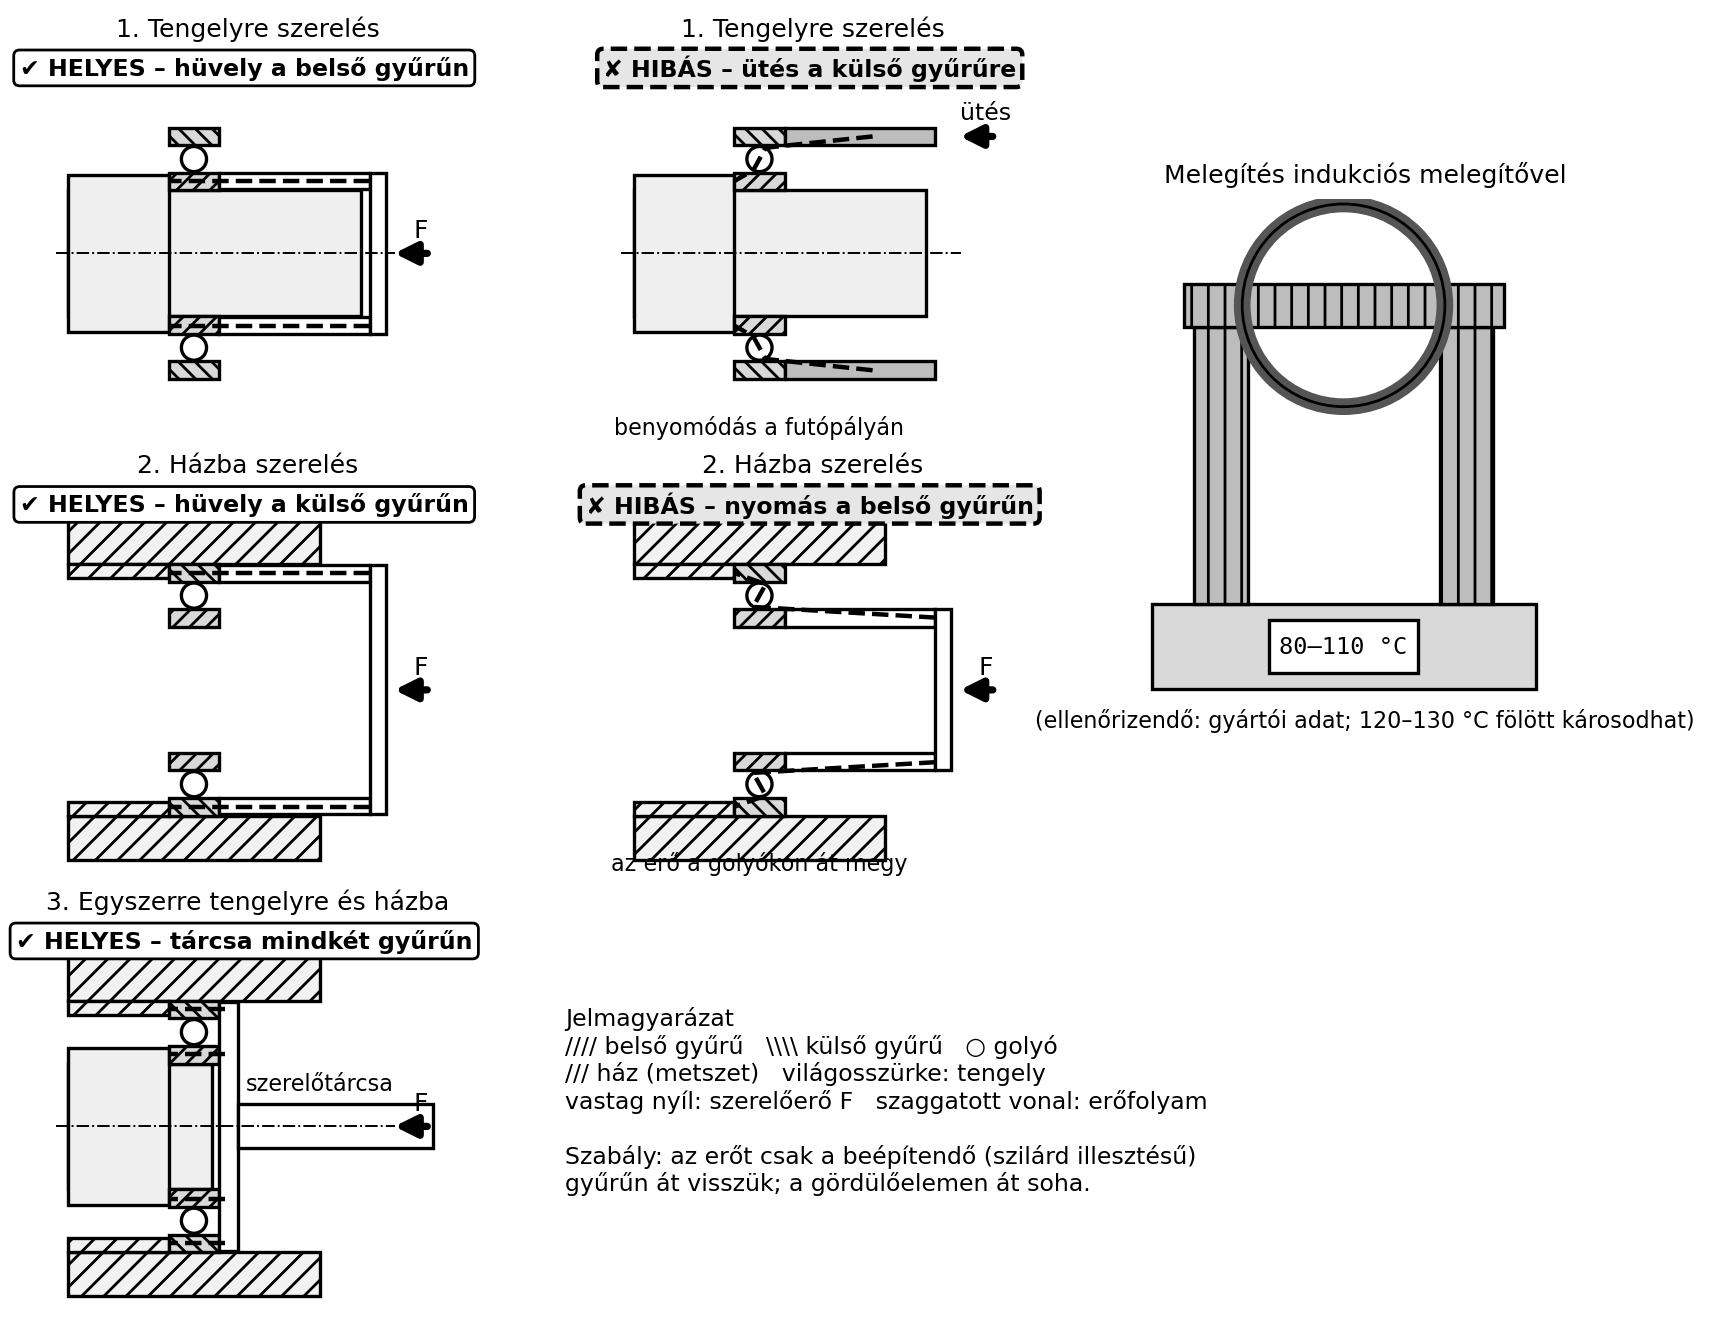 1. Tengelyre szerelés
✔ HELYES – hüvely a belső gyűrűn
F
1. Tengelyre szerelés
✘ HIBÁS – ütés a külső gyűrűre
ütés
benyomódás a futópályán
Melegítés indukciós melegítővel
80–110 °C
(ellenőrizendő: gyártói adat; 120–130 °C fölött károsodhat)
2. Házba szerelés
✔ HELYES – hüvely a külső gyűrűn
F
2. Házba szerelés
✘ HIBÁS – nyomás a belső gyűrűn
F
az erő a golyókon át megy
3. Egyszerre tengelyre és házba
✔ HELYES – tárcsa mindkét gyűrűn
szerelőtárcsa
F
Jelmagyarázat
//// belső gyűrű   \\\\ külső gyűrű   ○ golyó
/// ház (metszet)   világosszürke: tengely
vastag nyíl: szerelőerő F   szaggatott vonal: erőfolyam
Szabály: az erőt csak a beépítendő (szilárd illesztésű)
gyűrűn át visszük; a gördülőelemen át soha.